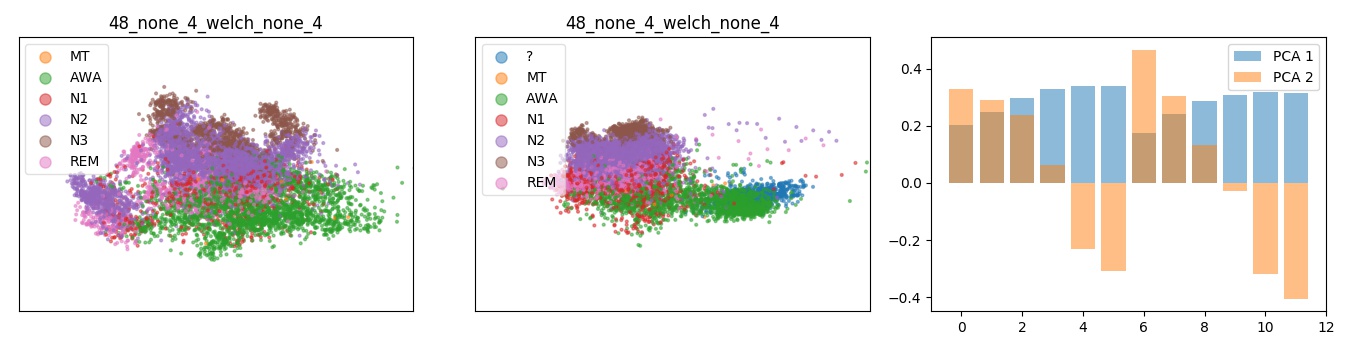 48_none_4_welch_none_4
MT
AWA
N1
N2
N3
REM
48_none_4_welch_none_4
?
MT
AWA
N1
N2
N3
REM
PCA 1
PCA 2
0.4
0.2
0.0
−0.2
−0.4
0 2 4 6 8 10 12